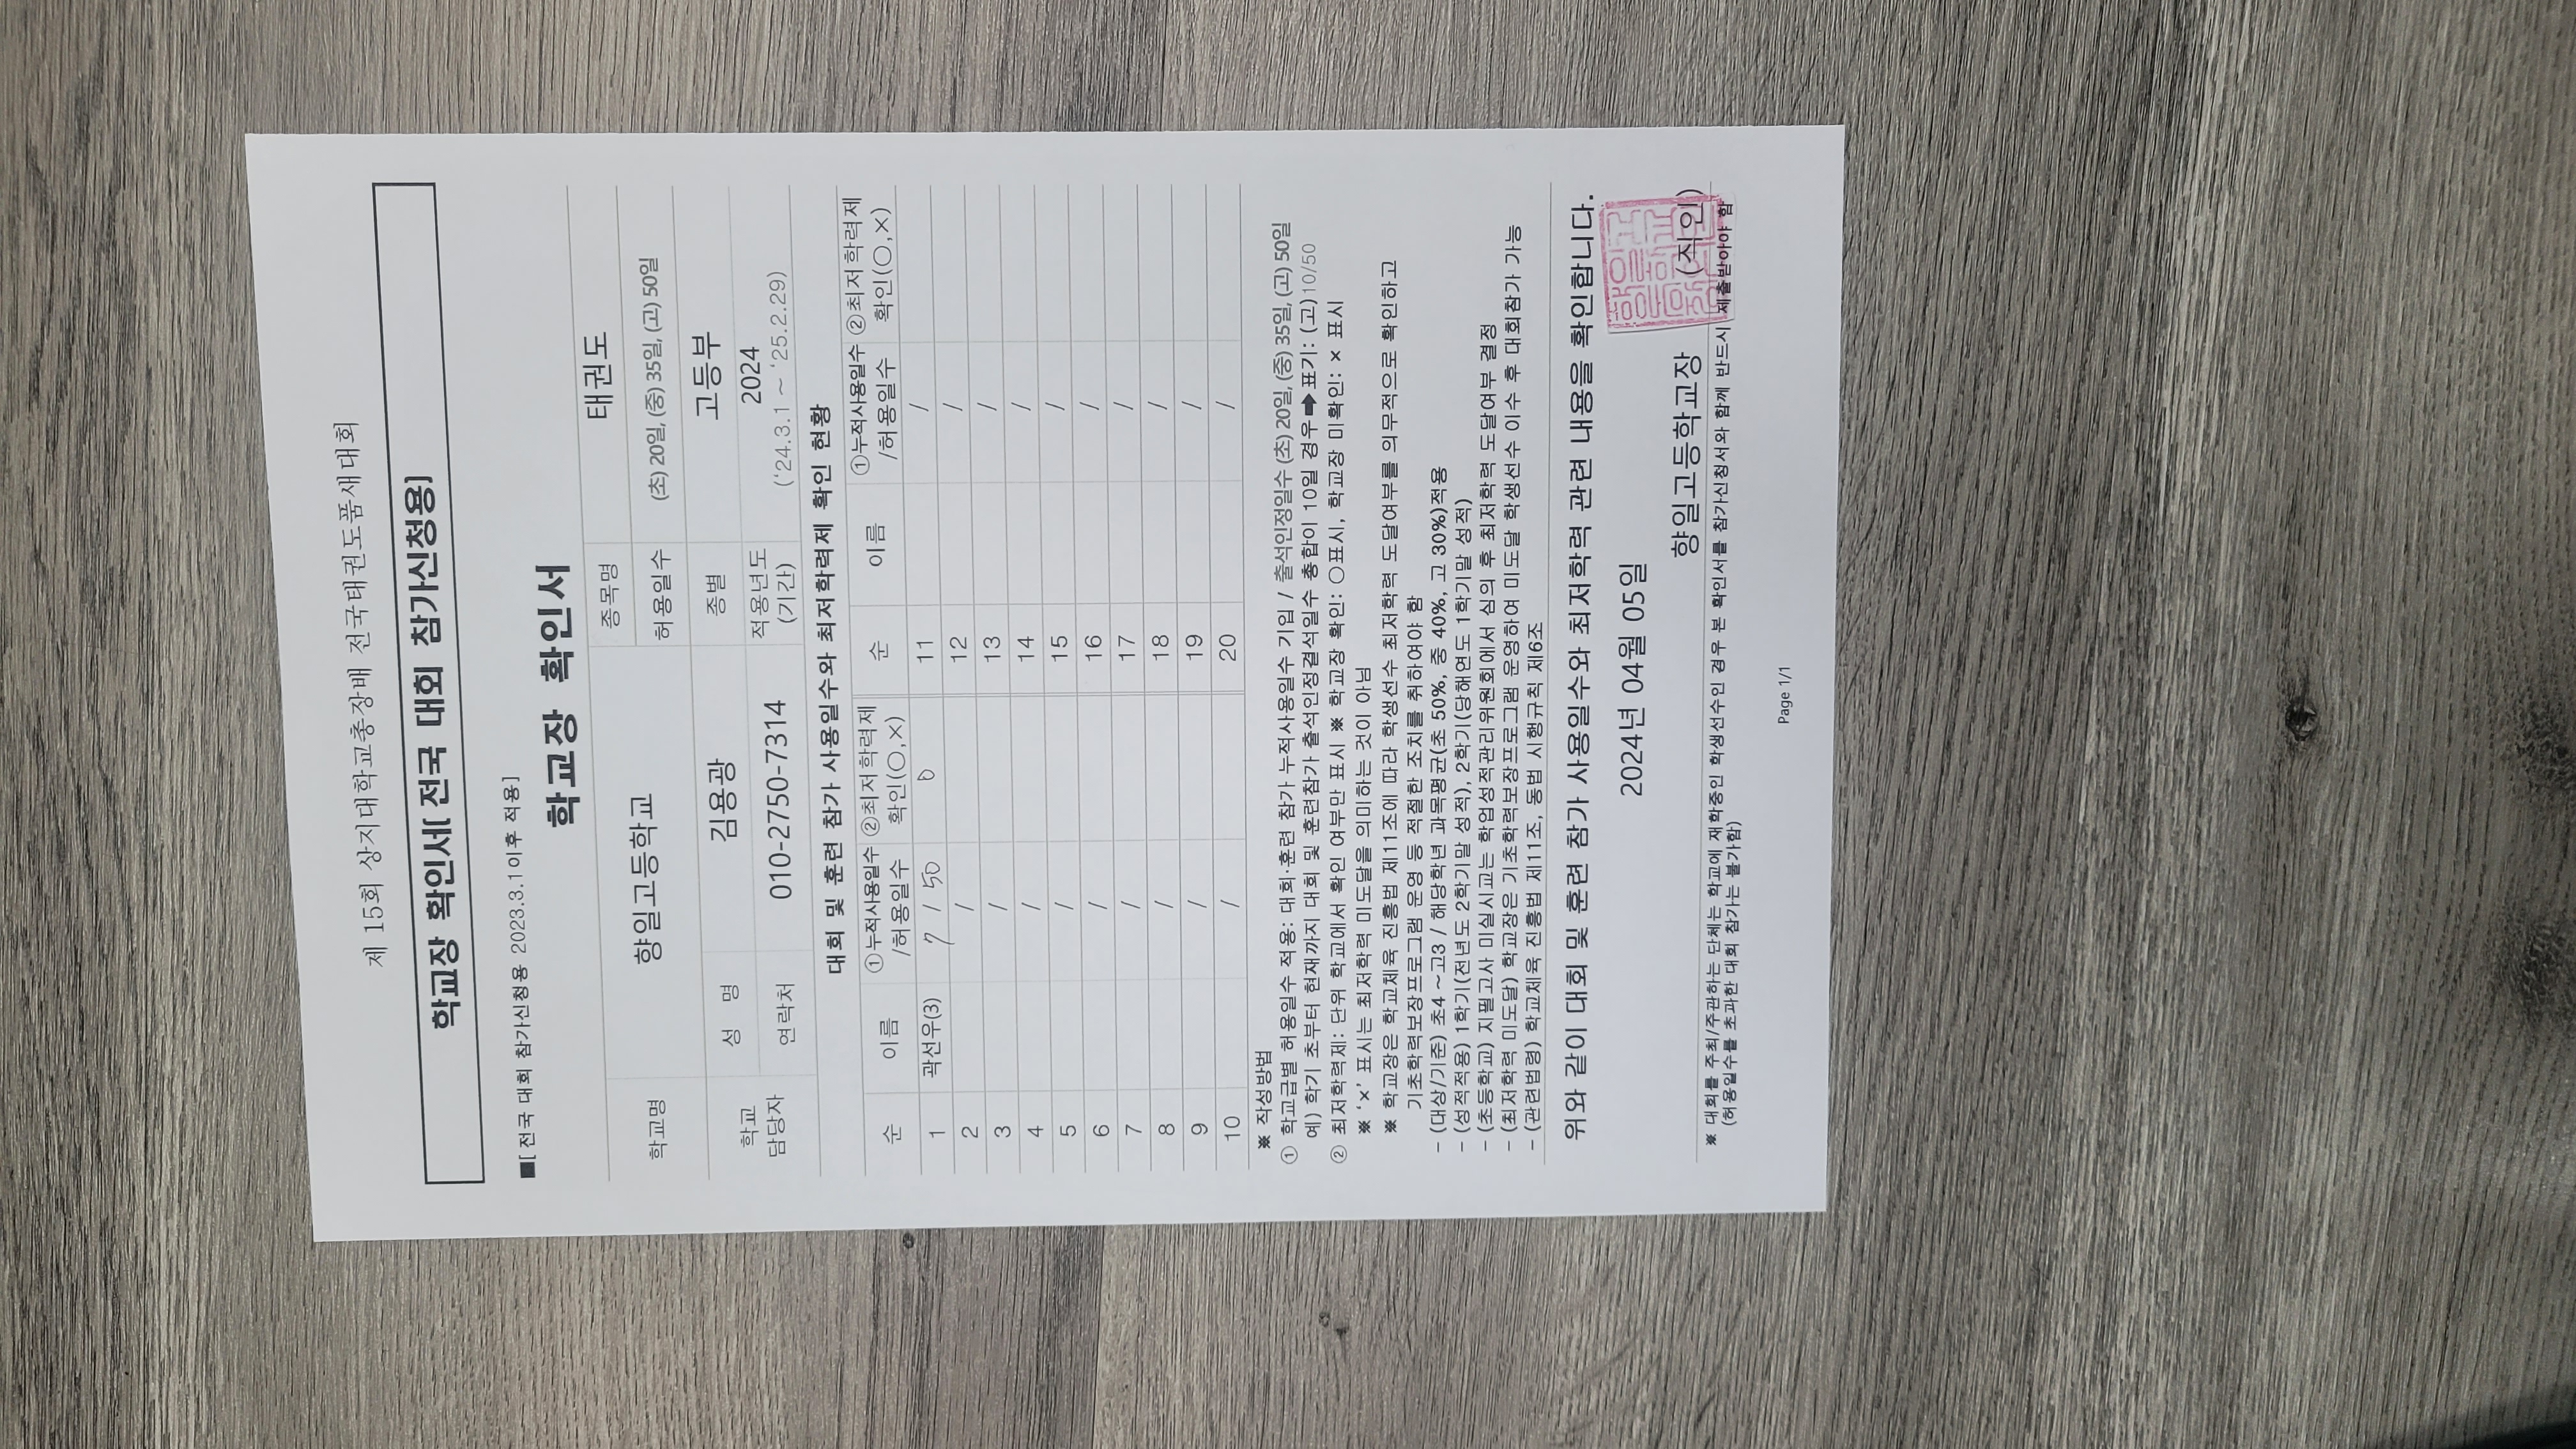 제 15회 상지대학교총장배 전국태권도품새대회
학교장 확인서[ 전국 대회 참가신청용]
■[ 전국 대회 참가신청용 2023.3.1이후 적용]
학교장 확인서
학교명 향일고등학교 종목명 태권도
허용일수 (초) 20일, (중) 35일, (고) 50일
학교 담당자 성 명 김용광 종별 고등부
연락처 010-2750-7314 적용년도 (기간) 2024
('24.3.1 ~ '25.2.29)
대회 및 훈련 참가 사용일수와 최저학력제 확인 현황
순 이름 ①누적사용일수 /허용일수 ②최저학력제 확인(○,×) 순 이름 ①누적사용일수 /허용일수 ②최저학력제 확인(○,×)
1 곽선우(3) 7 / 50 O 11 /
2 / 12 /
3 / 13 /
4 / 14 /
5 / 15 /
6 / 16 /
7 / 17 /
8 / 18 /
9 / 19 /
10 / 20 /
※ 작성방법
① 학교급별 허용일수 적용: 대회·훈련 참가 누적사용일수 기입 / 출석인정일수 (초) 20일, (중) 35일, (고) 50일
예) 학기 초부터 현재까지 대회 및 훈련참가 출석인정결석일수 총합이 10일 경우 ➡ 표기: (고) 10/50
② 최저학력제: 단위 학교에서 확인 여부만 표시 ※ 학교장 확인: ○표시, 학교장 미확인: × 표시
※ '×' 표시는 최저학력 미도달을 의미하는 것이 아님
※ 학교장은 학교체육 진흥법 제11조에 따라 학생선수 최저학력 도달여부를 의무적으로 확인하고
기초학력보장프로그램 운영 등 적절한 조치를 취하여야 함
- (대상/기준) 초4 ~고3 / 해당학년 과목평균(초 50%, 중 40%, 고 30%)적용
- (성적적용) 1학기(전년도 2학기말 성적), 2학기(당해연도 1학기말 성적)
- (초등학교) 지필고사 미실시교는 학업성적관리위원회에서 심의 후 최저학력 도달여부 결정
- (최저학력 미도달) 학교장은 기초학력보장프로그램 운영하여 미도달 학생선수 이수 후 대회참가 가능
- (관련법령) 학교체육 진흥법 제11조, 동법 시행규칙 제6조
위와 같이 대회 및 훈련 참가 사용일수와 최저학력 관련 내용을 확인합니다.
2024년 04월 05일
향일고등학교장 (직인)
※ 대회를 주최/주관하는 단체는 학교에 재학중인 학생선수인 경우 본 확인서를 참가신청서와 함께 반드시 제출받아야 함
(허용일수를 초과한 대회 참가는 불가함)
Page 1/1